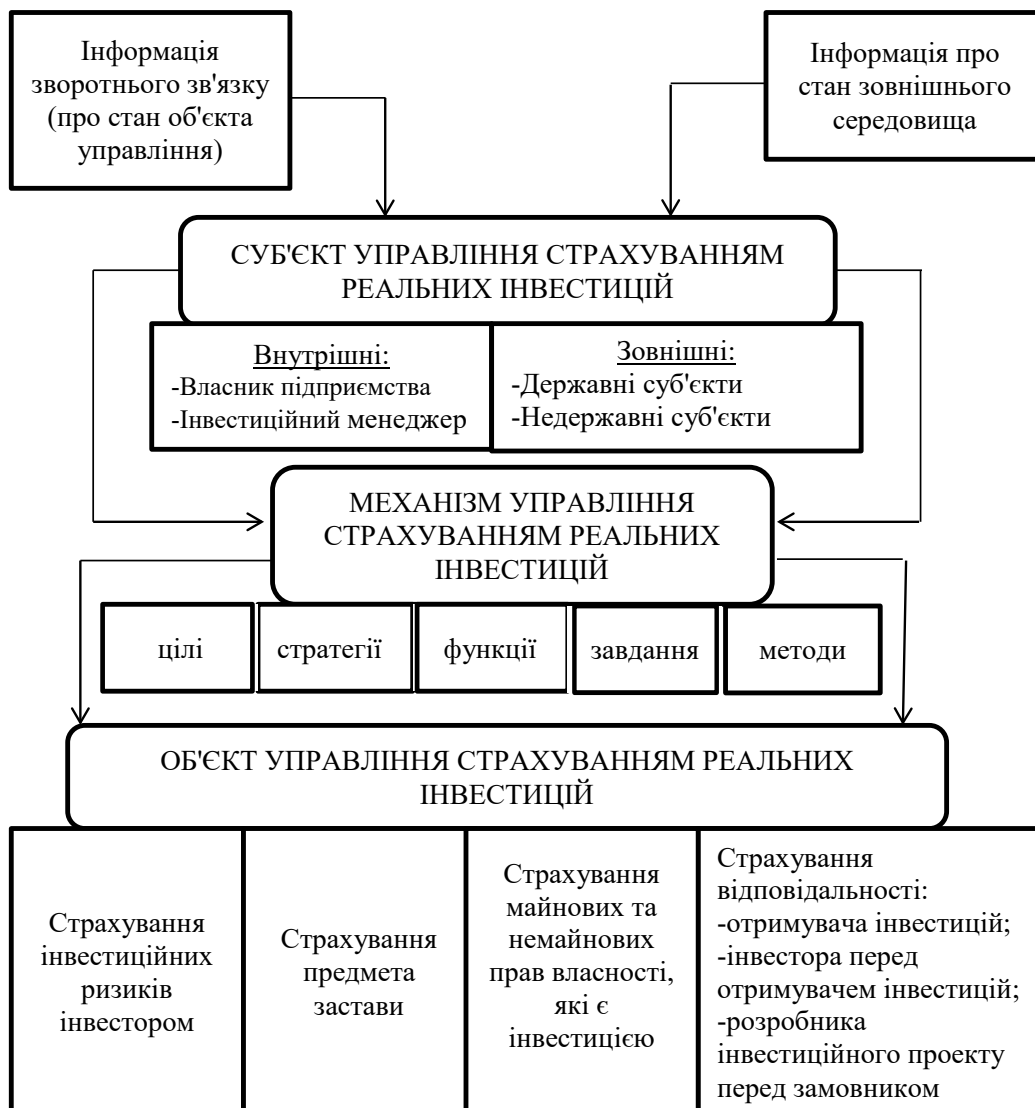 Інформація
зворотнього зв'язку
(про стан об'єкта
управління)
Інформація про
стан зовнішнього
середовища
СУБ'ЄКТ УПРАВЛІННЯ СТРАХУВАННЯМ
РЕАЛЬНИХ ІНВЕСТИЦІЙ
Внутрішні:
-Власник підприємства
-Інвестиційний менеджер
Зовнішні:
-Державні суб'єкти
-Недержавні суб'єкти
МЕХАНІЗМ УПРАВЛІННЯ
СТРАХУВАННЯМ РЕАЛЬНИХ
ІНВЕСТИЦІЙ
цілі
стратегії
функції
завдання
методи
ОБ'ЄКТ УПРАВЛІННЯ СТРАХУВАННЯМ РЕАЛЬНИХ
ІНВЕСТИЦІЙ
Страхування
інвестиційних
ризиків
інвестором
Страхування
предмета
застави
Страхування
майнових та
немайнових
прав власності,
які є
інвестицією
Страхування
відповідальності:
-отримувача інвестицій;
-інвестора перед
отримувачем інвестицій;
-розробника
інвестиційного проекту
перед замовником